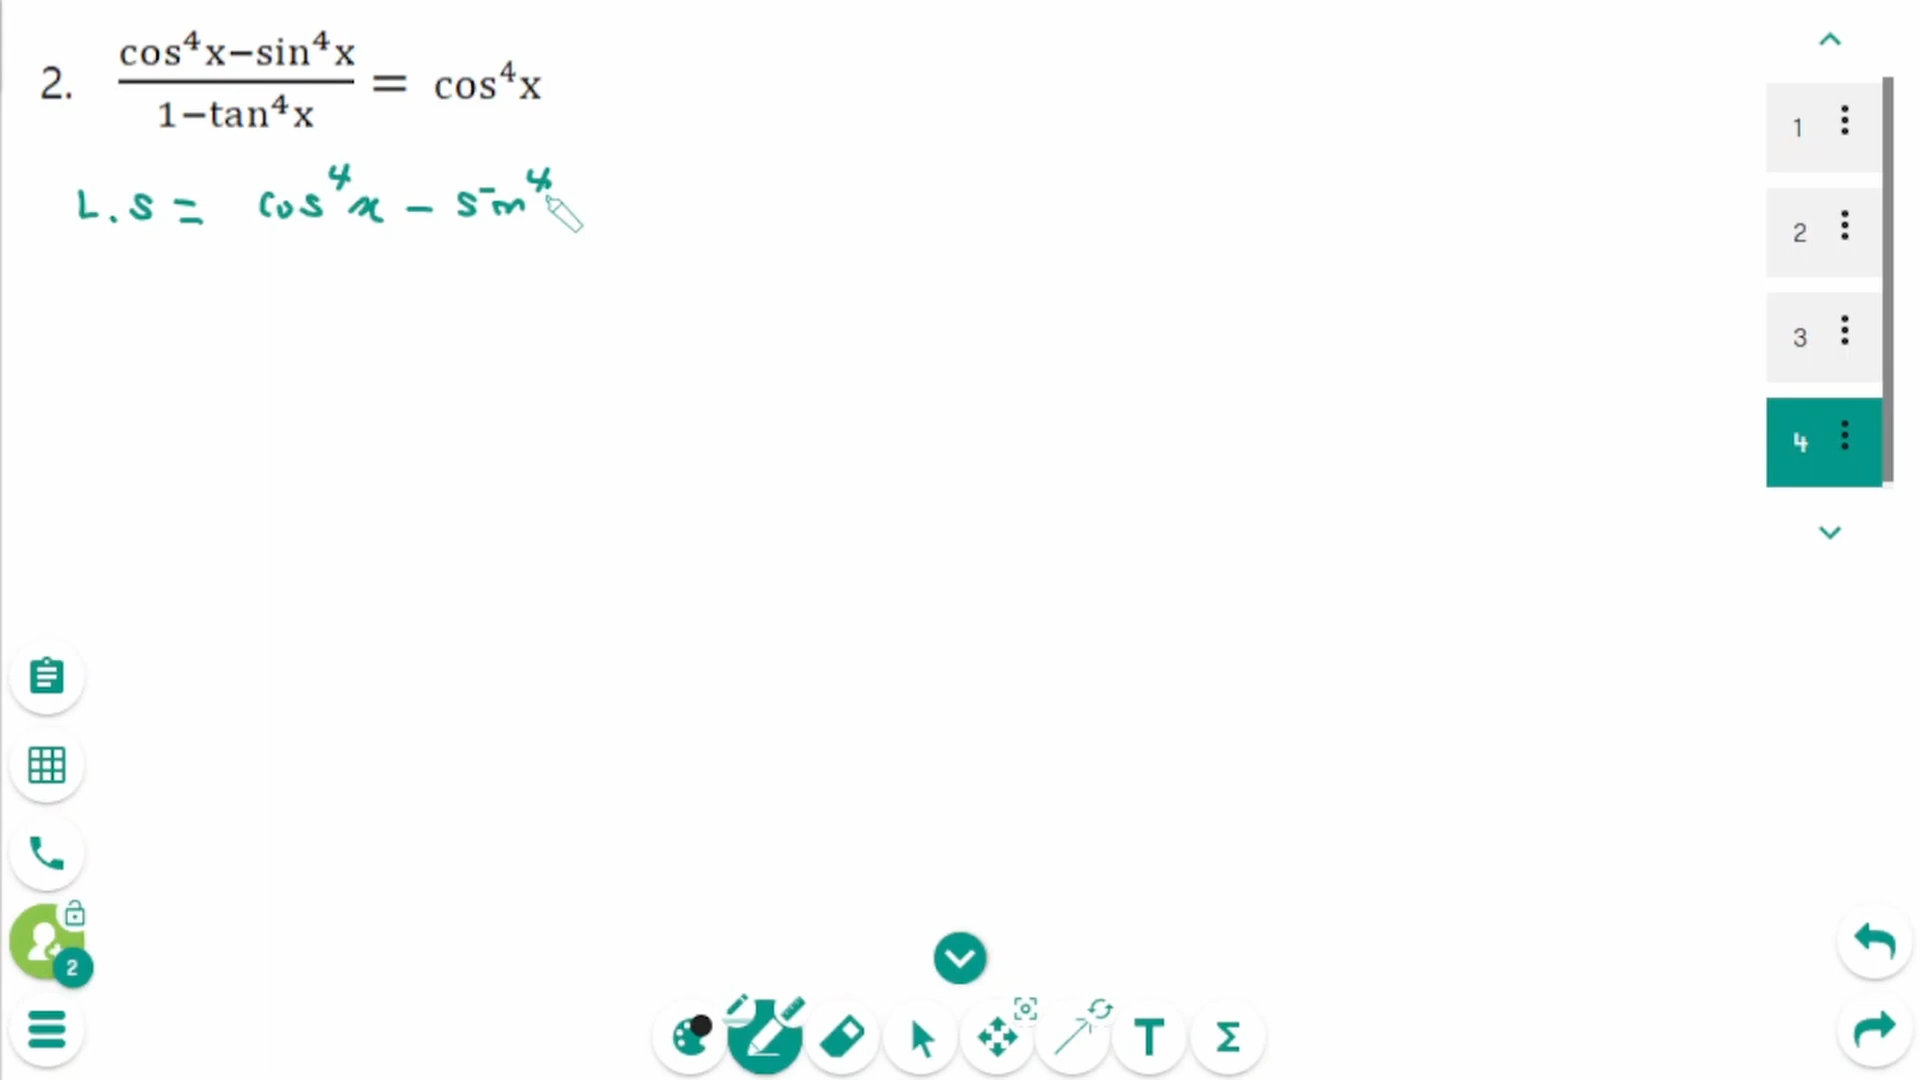 2. cos⁴x−sin⁴x / 1−tan⁴x = cos⁴x
L.S = cos⁴x − sin⁴
1
2
3
4
2
T
Σ